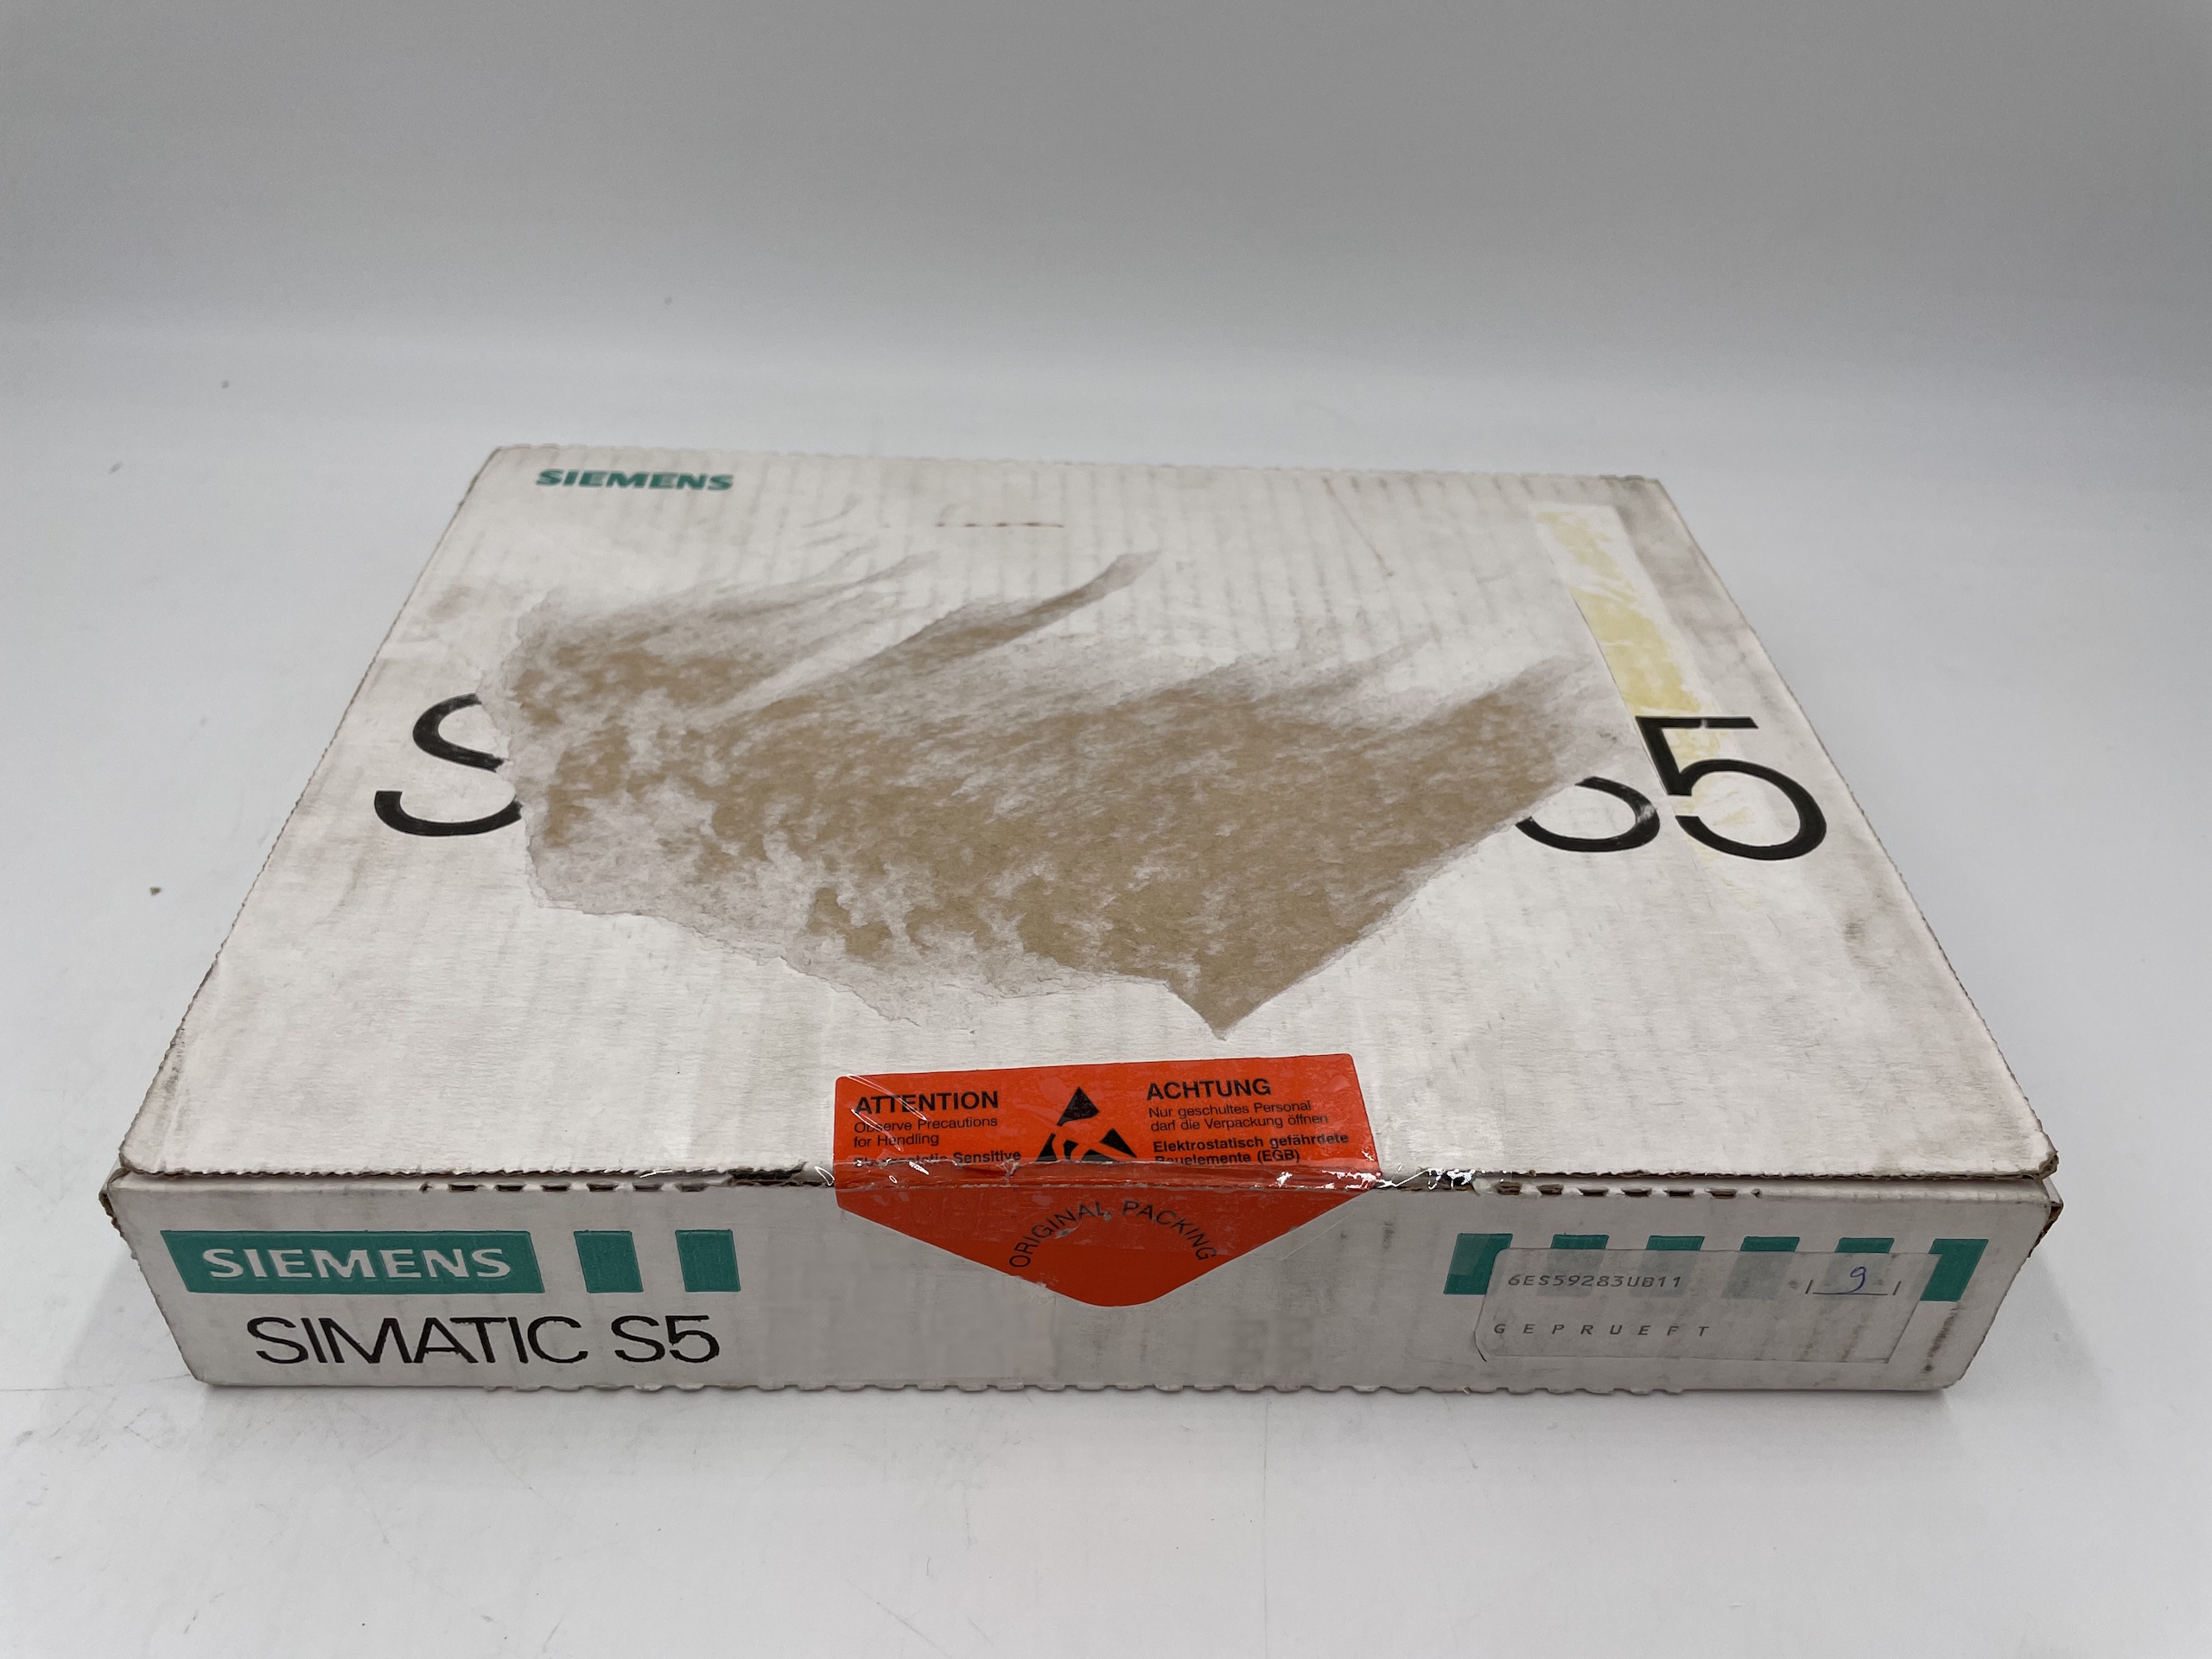 SIEMENS
S S5
ATTENTION
Observe Precautions
for Handling
Sensitive
ACHTUNG
Nur geschultes Personal
darf die Verpackung öffnen
Elektrostatisch gefährdete
Bauelemente (EGB)
ORIGINAL PACKING
SIEMENS
SIMATIC S5
6ES59283UB11
9
GEPRUEFT